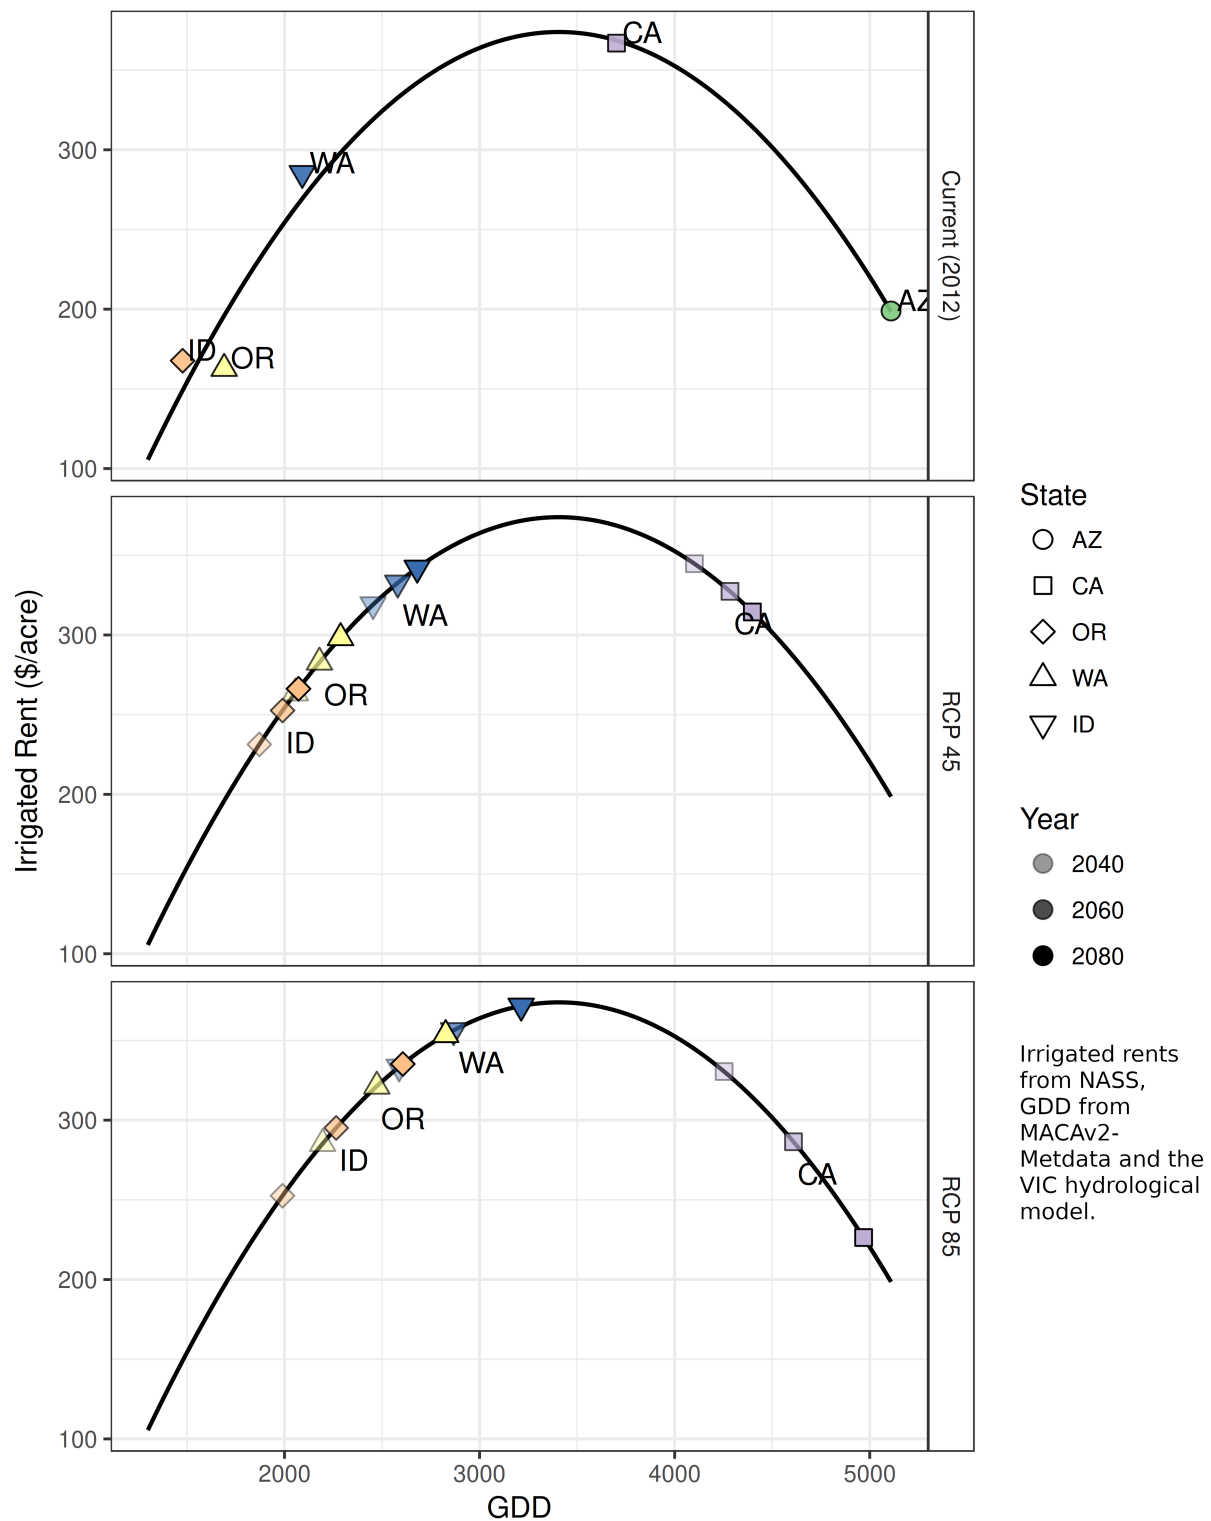 CA
300
WA
Current (2012)
AZ
200
ID
OR
100
State
AZ
CA
OR
WA
ID
Irrigated Rent ($/acre)
300
WA
CA
OR
ID
RCP 45
200
100
Year
2040
2060
2080
WA
300
OR
ID
CA
RCP 85
200
100
Irrigated rents
from NASS,
GDD from
MACAv2-
Metdata and the
VIC hydrological
model.
2000 3000 4000 5000
GDD